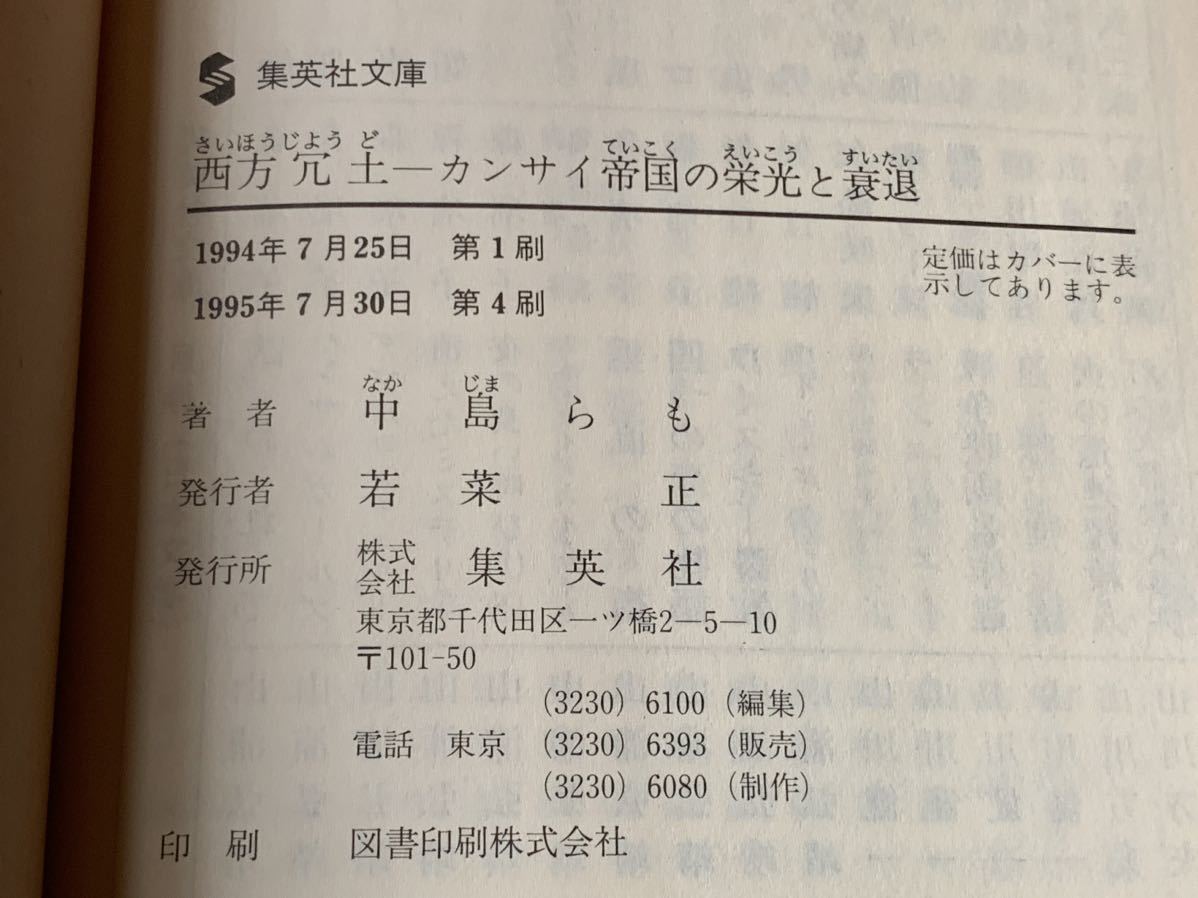 集英社文庫
さいほうじようど ていこく えいこう すいたい
西方冗土—カンサイ帝国の栄光と衰退
1994年7月25日 第1刷
1995年7月30日 第4刷
定価はカバーに表
示してあります。
なか じま
著者 中島らも
発行者 若菜 正
発行所 株式会社 集英社
東京都千代田区一ツ橋2—5—10
〒101-50
(3230) 6100 (編集)
電話 東京 (3230) 6393 (販売)
(3230) 6080 (制作)
印刷 図書印刷株式会社